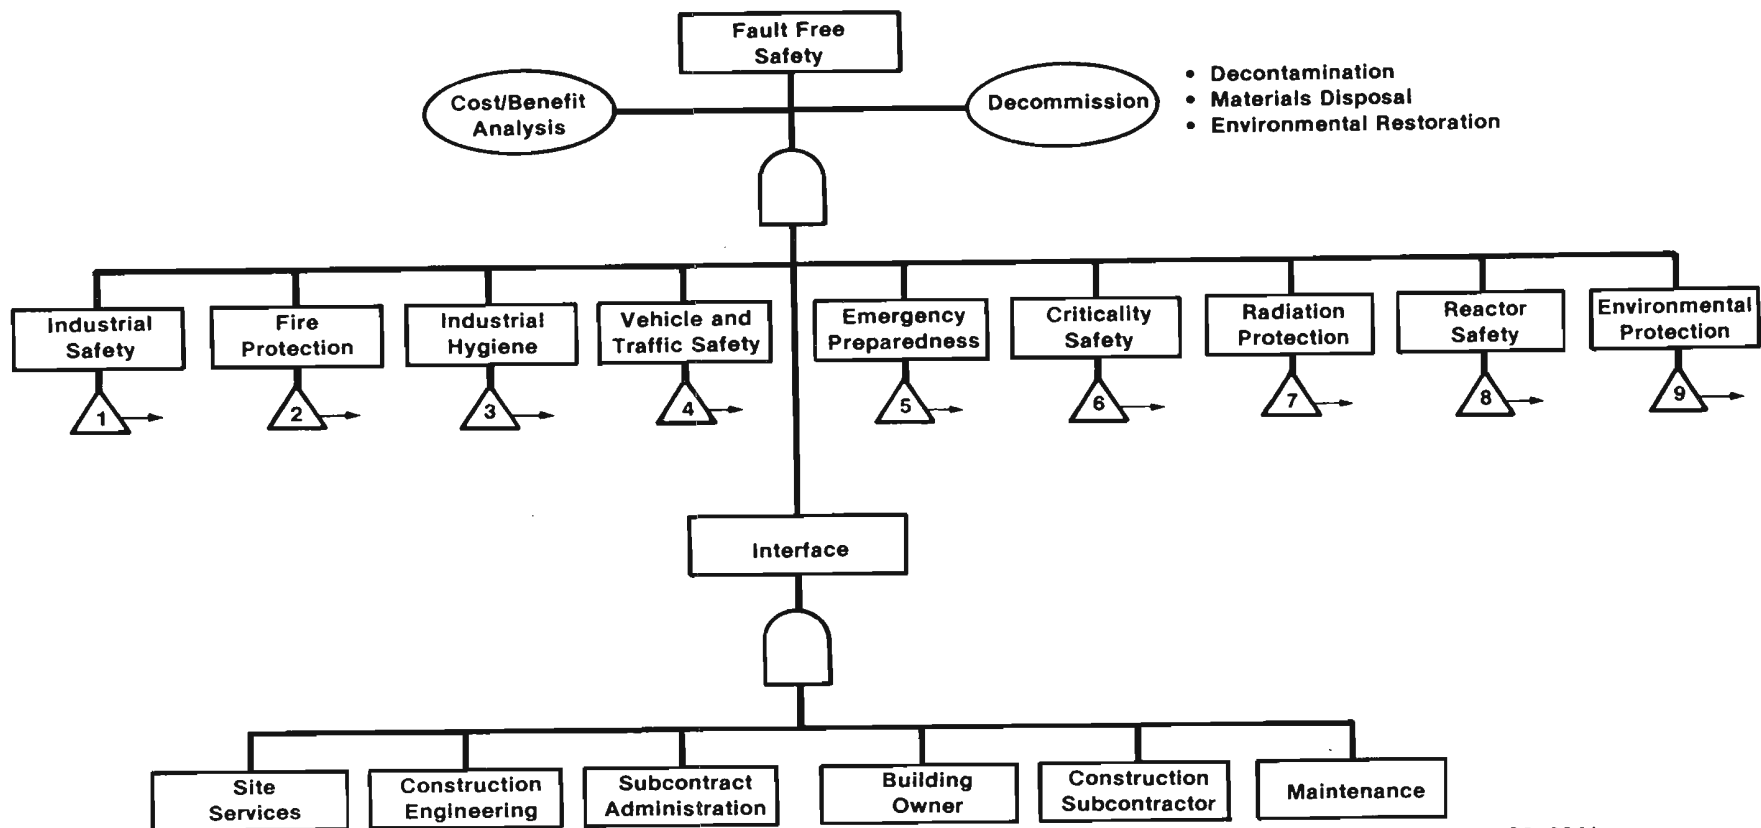 Fault Free
Safety
Cost/Benefit
Analysis
Decommission
• Decontamination
• Materials Disposal
• Environmental Restoration
Industrial
Safety
Fire
Protection
Industrial
Hygiene
Vehicle and
Traffic Safety
Emergency
Preparedness
Criticality
Safety
Radiation
Protection
Reactor
Safety
Environmental
Protection
1
2
3
4
5
6
7
8
9
Interface
Site
Services
Construction
Engineering
Subcontract
Administration
Building
Owner
Construction
Subcontractor
Maintenance